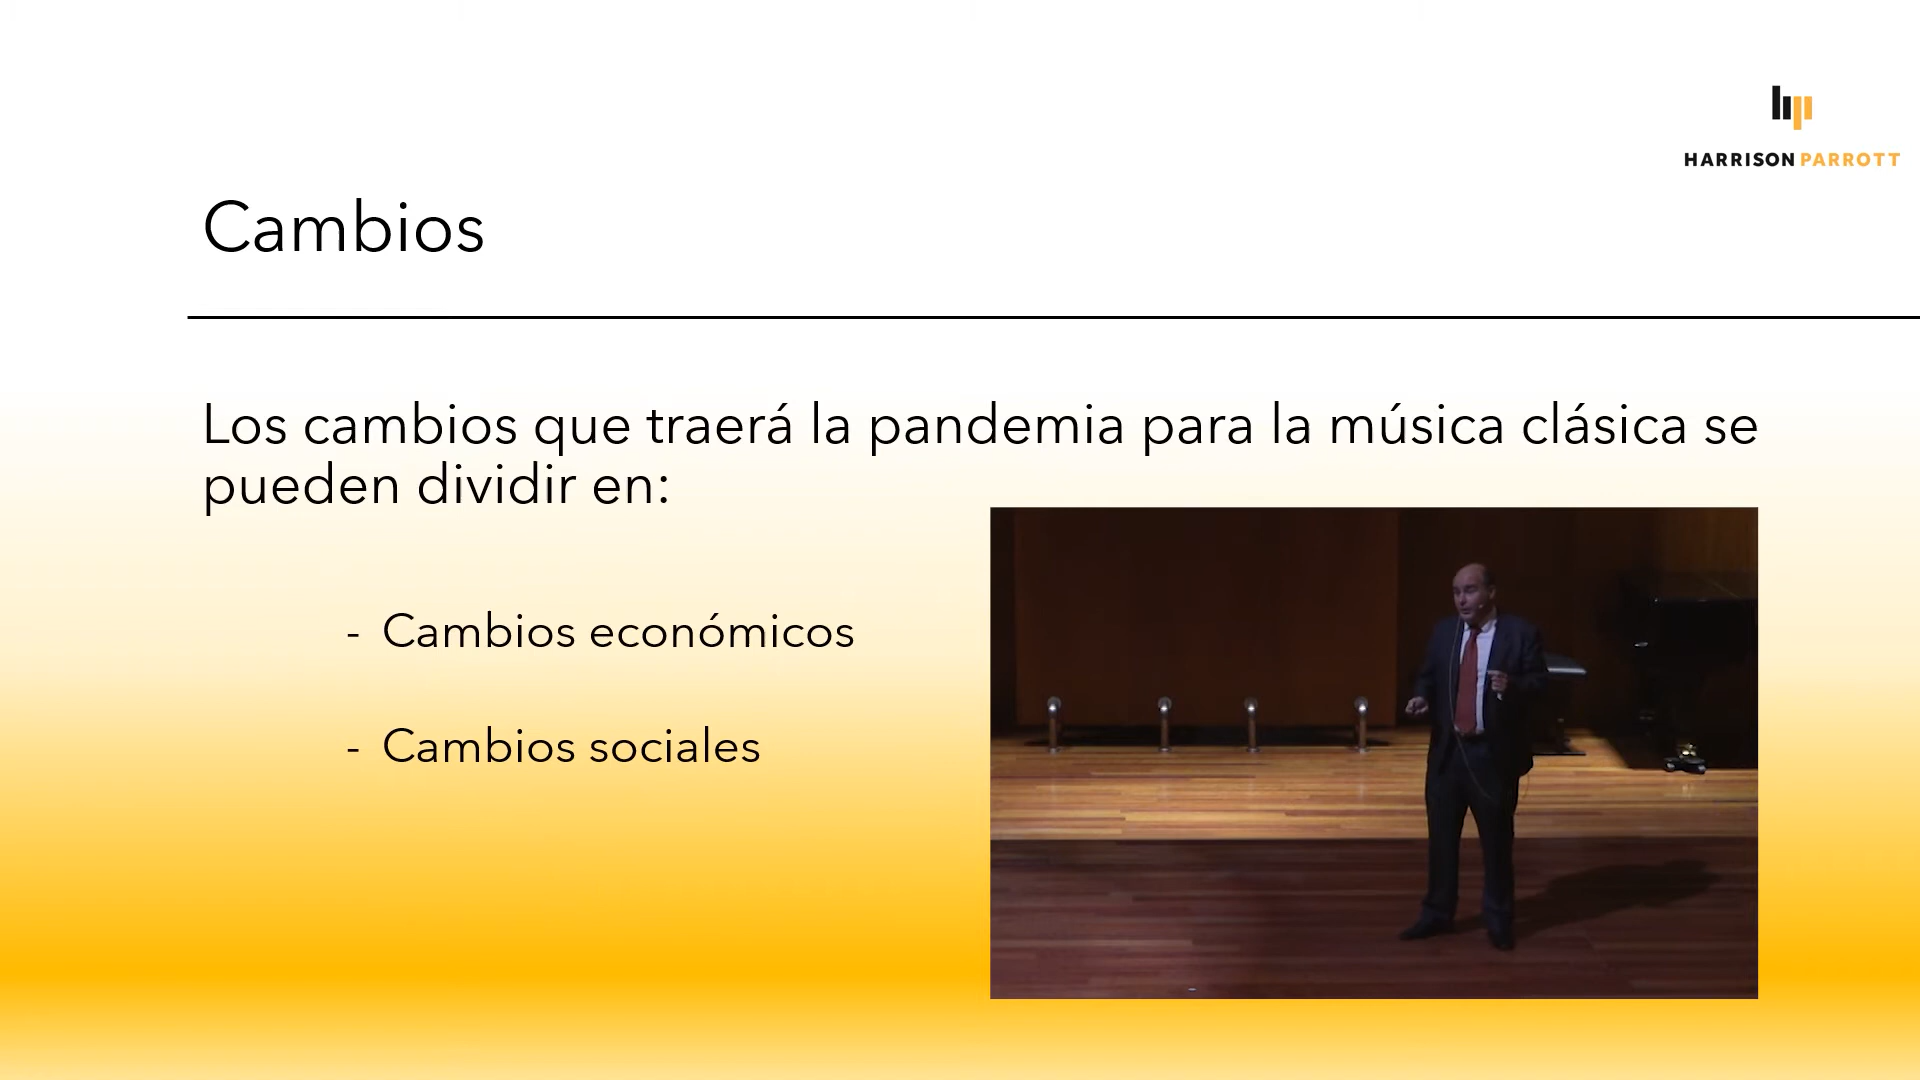 HARRISON PARROTT
Cambios
Los cambios que traerá la pandemia para la música clásica se
pueden dividir en:
- Cambios económicos
- Cambios sociales